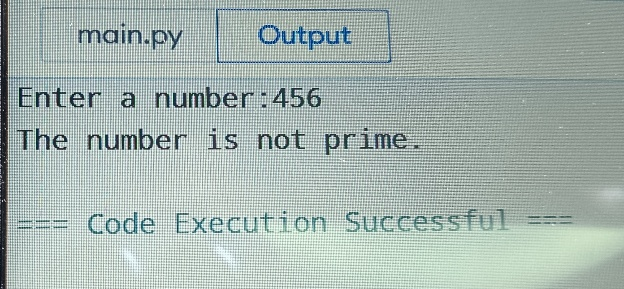 main.py Output
Enter a number:456
The number is not prime.
=== Code Execution Successful ===